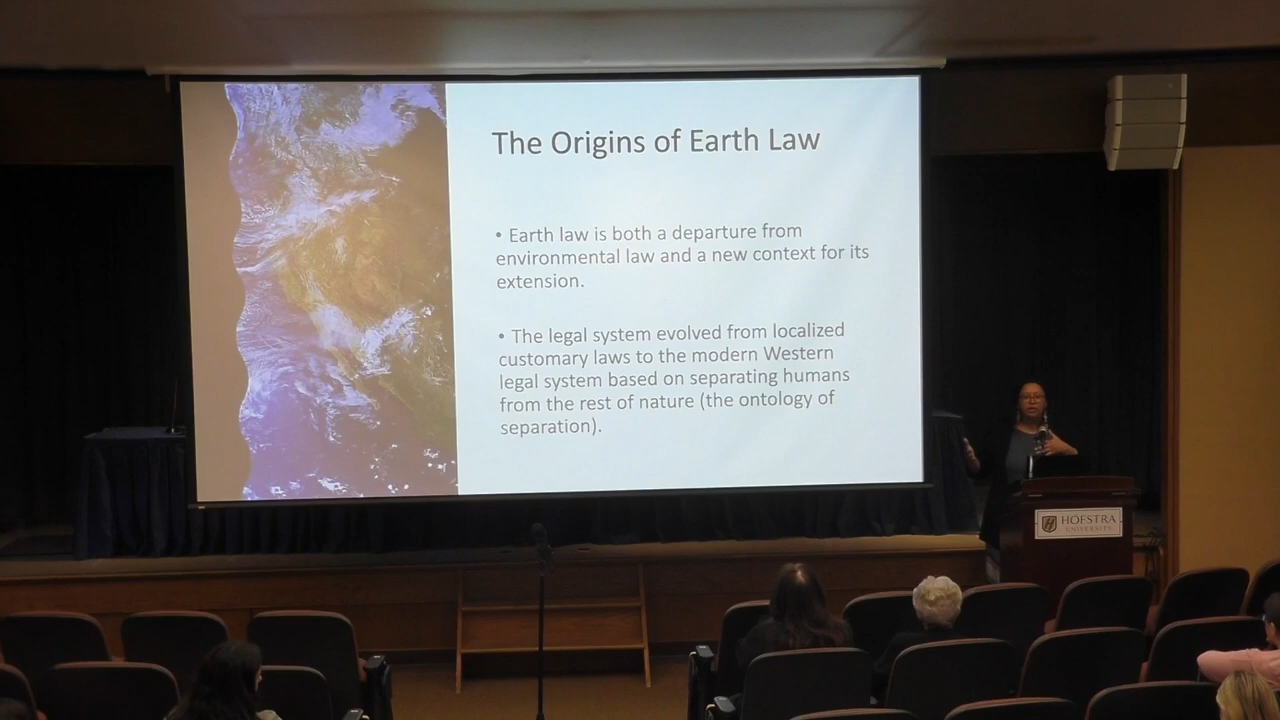 The Origins of Earth Law
• Earth law is both a departure from
environmental law and a new context for its
extension.
• The legal system evolved from localized
customary laws to the modern Western
legal system based on separating humans
from the rest of nature (the ontology of
separation).
HOFSTRA
UNIVERSITY